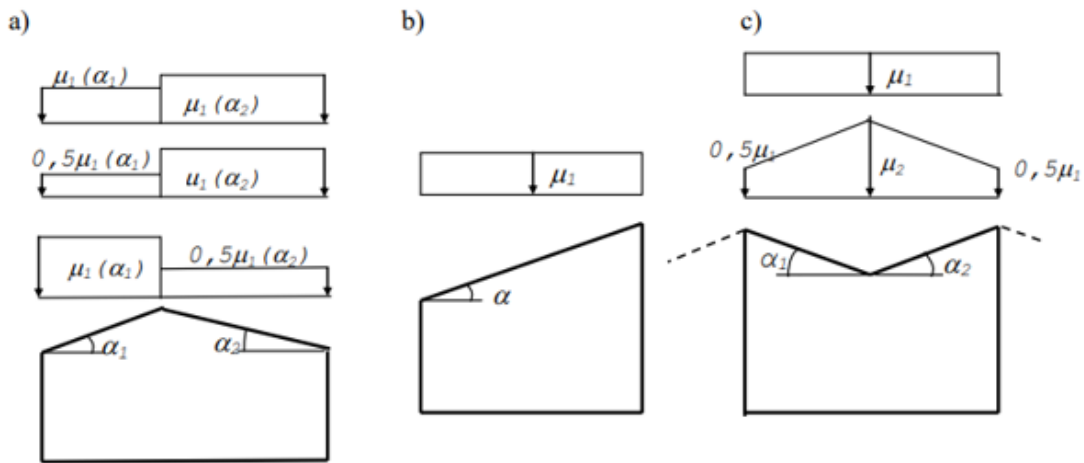 a)
μ₁(α₁)
μ₁(α₂)
0,5μ₁(α₁)
u₁(α₂)
μ₁(α₁)
0,5μ₁(α₂)
α₁
α₂
b)
μ₁
α
c)
μ₁
0,5μ₁
μ₂
0,5μ₁
α₁
α₂